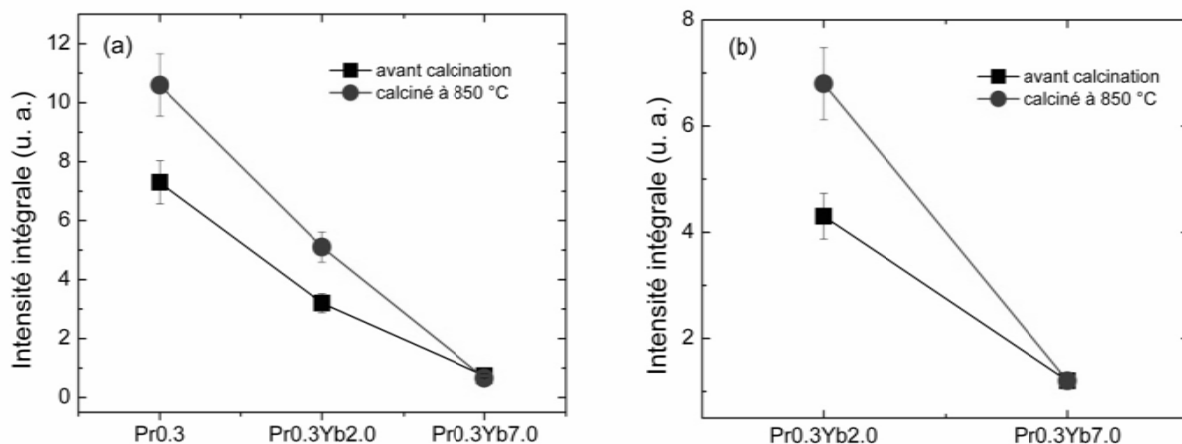 (a)
avant calcination
calciné à 850 °C
Intensité intégrale (u. a.)
12
10
8
6
4
2
0
Pr0.3
Pr0.3Yb2.0
Pr0.3Yb7.0
(b)
avant calcination
calciné à 850 °C
Intensité intégrale (u. a.)
8
6
4
2
Pr0.3Yb2.0
Pr0.3Yb7.0